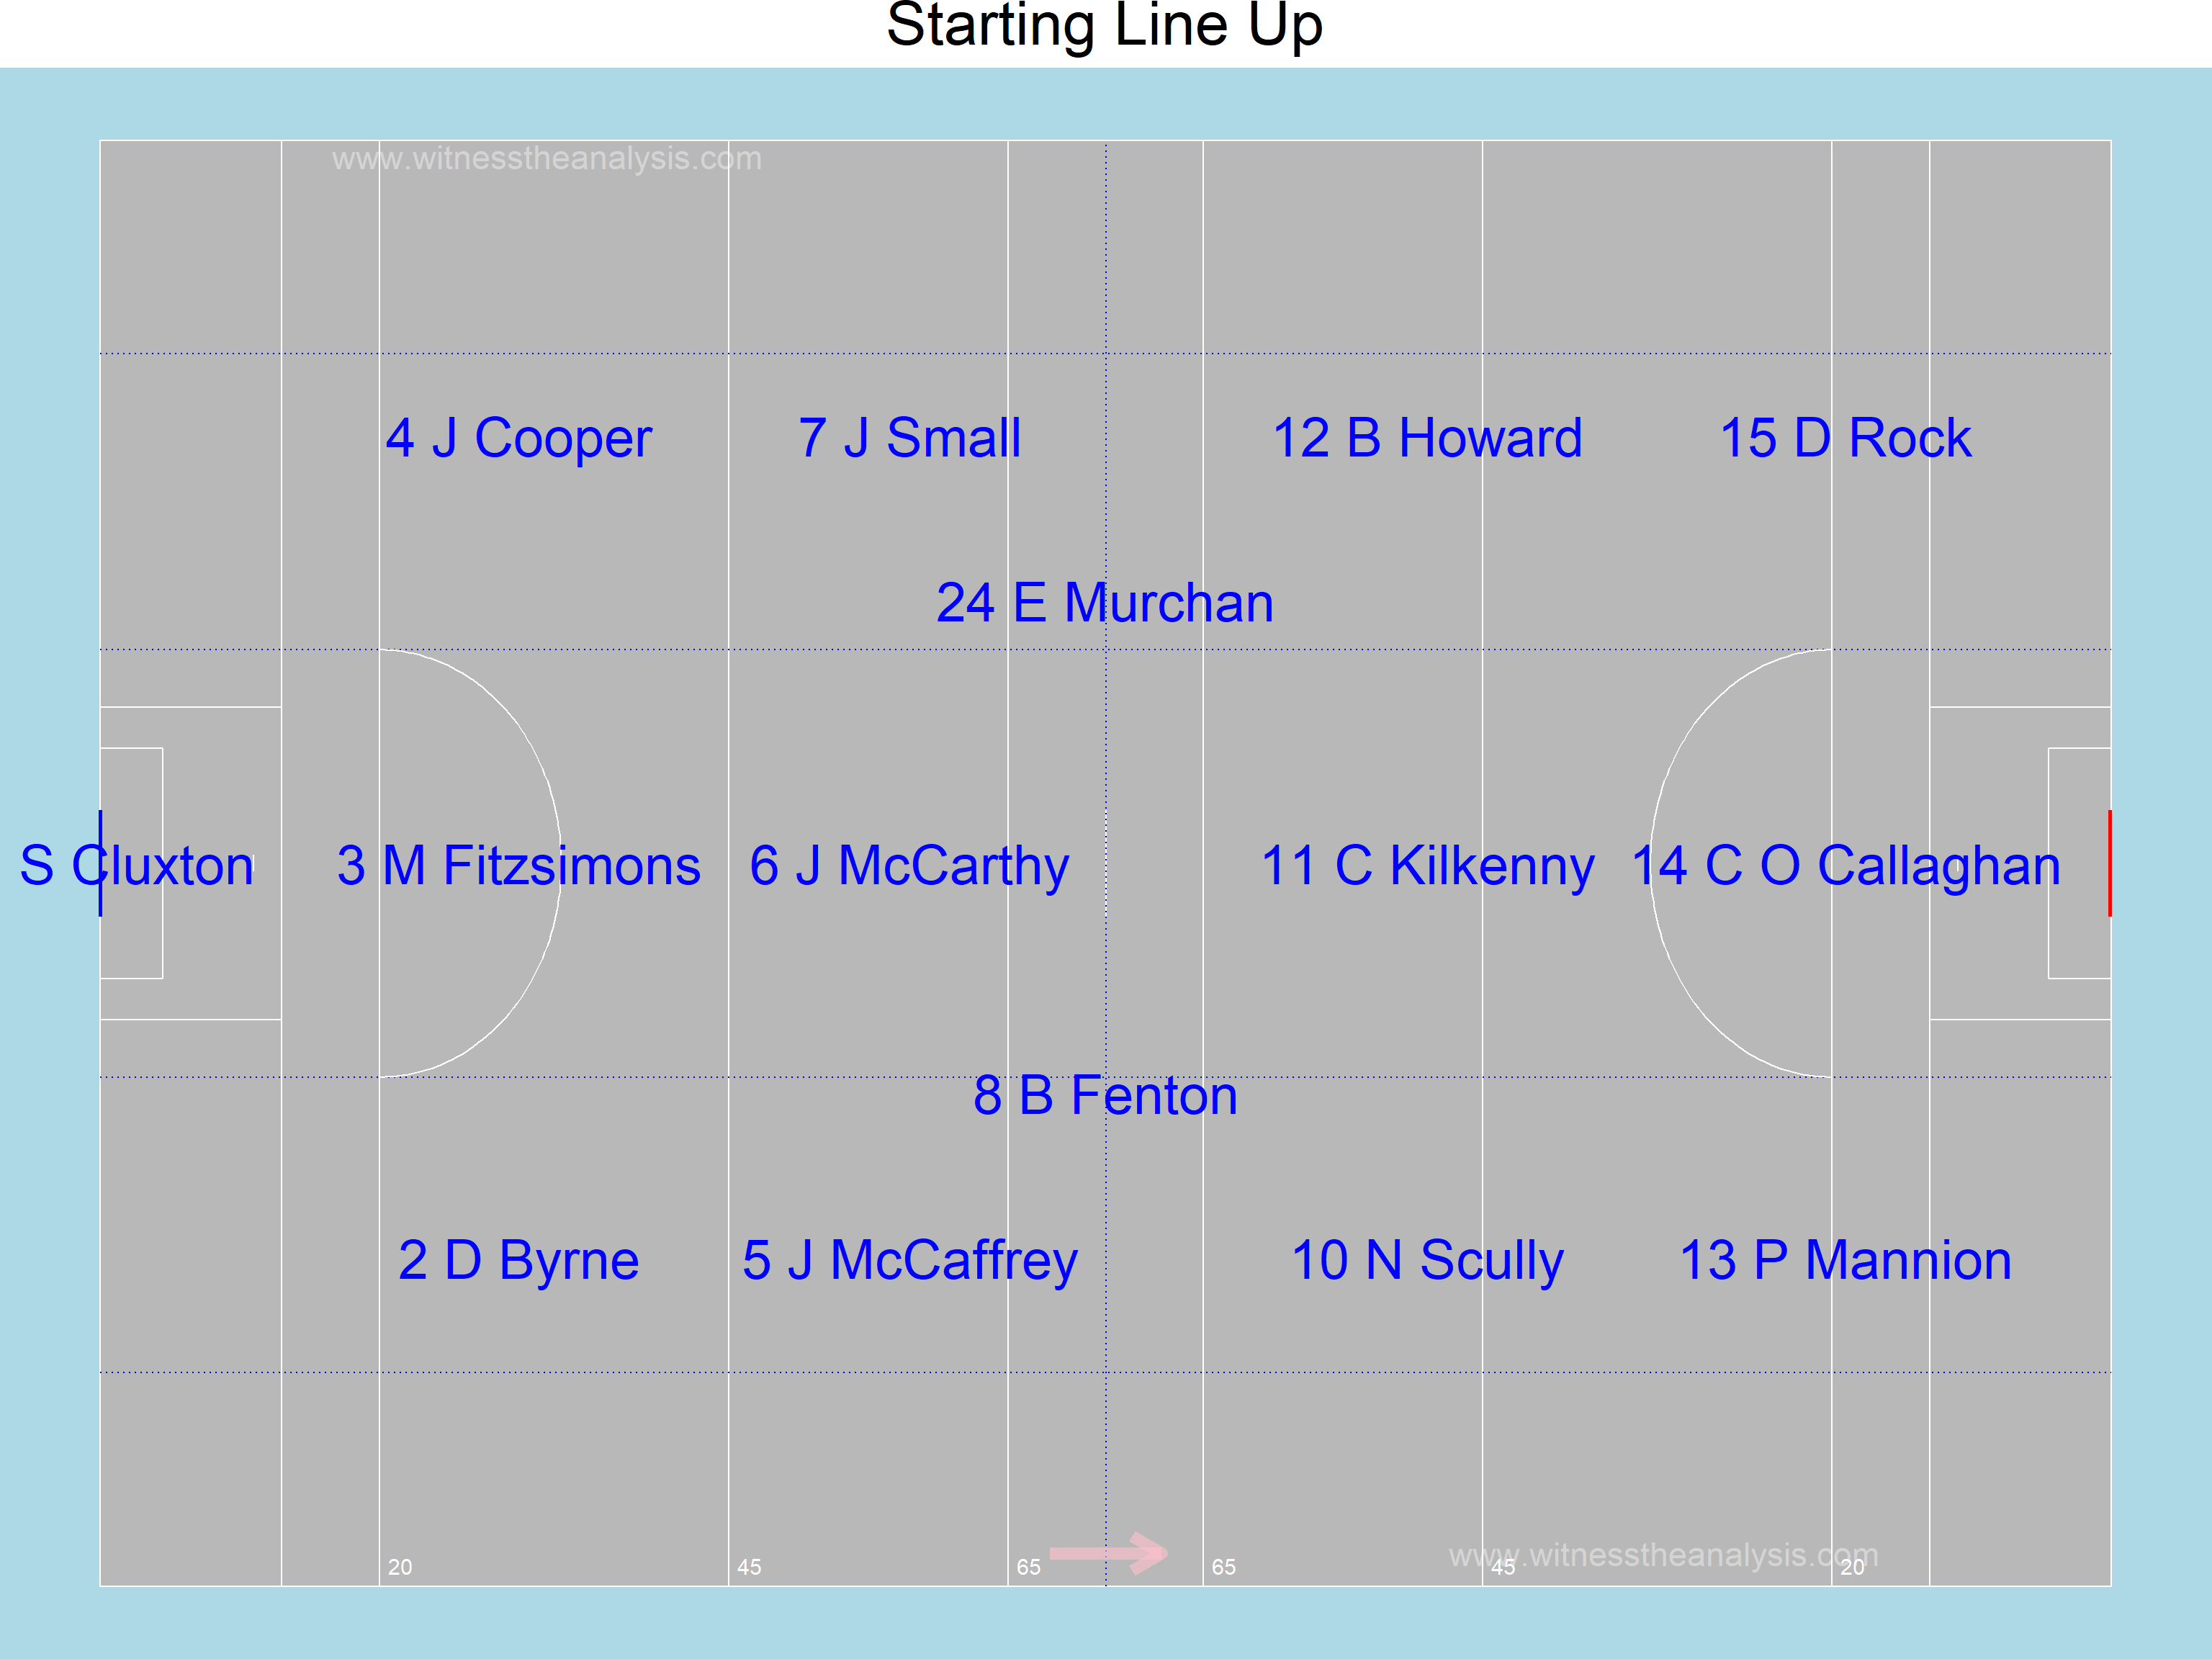 Starting Line Up
www.witnesstheanalysis.com
4 J Cooper
7 J Small
12 B Howard
15 D Rock
24 E Murchan
S Cluxton
3 M Fitzsimons
6 J McCarthy
11 C Kilkenny
14 C O Callaghan
8 B Fenton
2 D Byrne
5 J McCaffrey
10 N Scully
13 P Mannion
www.witnesstheanalysis.com
20
45
65
65
45
20